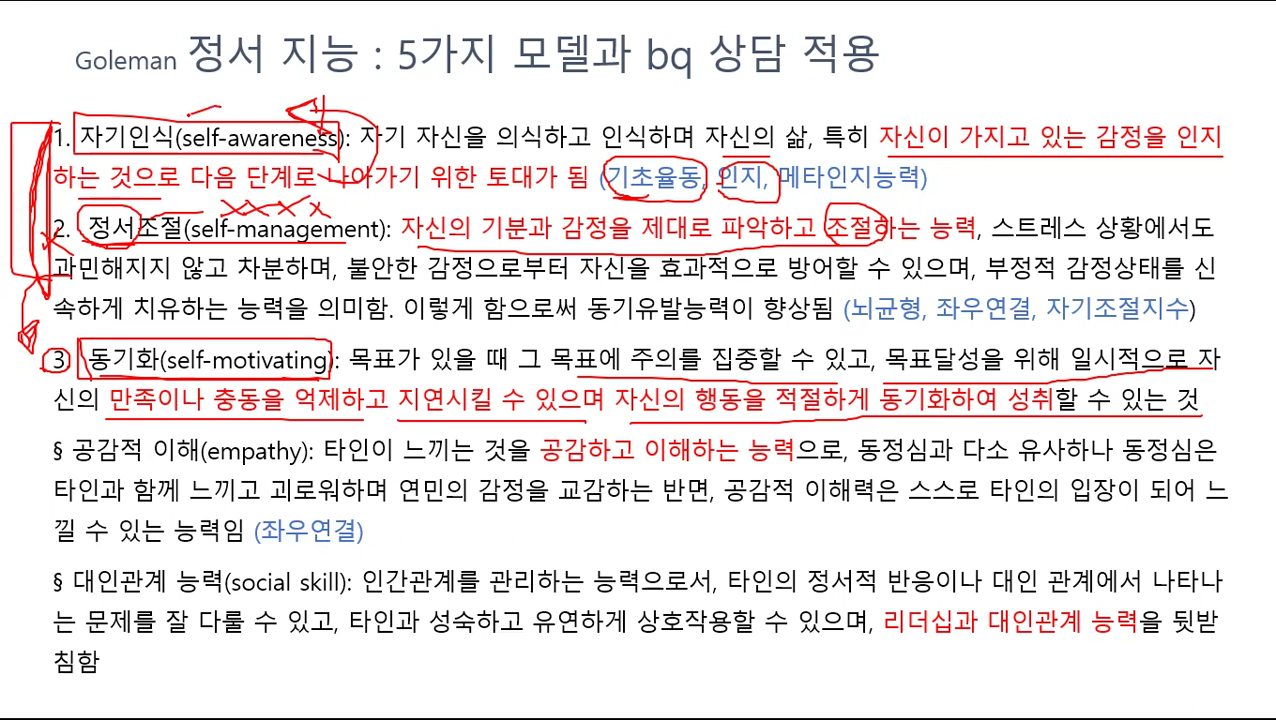 Goleman 정서 지능 : 5가지 모델과 bq 상담 적용
1. 자기인식(self-awareness): 자기 자신을 의식하고 인식하며 자신의 삶, 특히 자신이 가지고 있는 감정을 인지
하는 것으로 다음 단계로 나아가기 위한 토대가 됨 (기초율동, 인지, 메타인지능력)
2. 정서조절(self-management): 자신의 기분과 감정을 제대로 파악하고 조절하는 능력, 스트레스 상황에서도
과민해지지 않고 차분하며, 불안한 감정으로부터 자신을 효과적으로 방어할 수 있으며, 부정적 감정상태를 신
속하게 치유하는 능력을 의미함. 이렇게 함으로써 동기유발능력이 향상됨 (뇌균형, 좌우연결, 자기조절지수)
3 동기화(self-motivating): 목표가 있을 때 그 목표에 주의를 집중할 수 있고, 목표달성을 위해 일시적으로 자
신의 만족이나 충동을 억제하고 지연시킬 수 있으며 자신의 행동을 적절하게 동기화하여 성취할 수 있는 것
§ 공감적 이해(empathy): 타인이 느끼는 것을 공감하고 이해하는 능력으로, 동정심과 다소 유사하나 동정심은
타인과 함께 느끼고 괴로워하며 연민의 감정을 교감하는 반면, 공감적 이해력은 스스로 타인의 입장이 되어 느
낄 수 있는 능력임 (좌우연결)
§ 대인관계 능력(social skill): 인간관계를 관리하는 능력으로서, 타인의 정서적 반응이나 대인 관계에서 나타나
는 문제를 잘 다룰 수 있고, 타인과 성숙하고 유연하게 상호작용할 수 있으며, 리더십과 대인관계 능력을 뒷받
침함